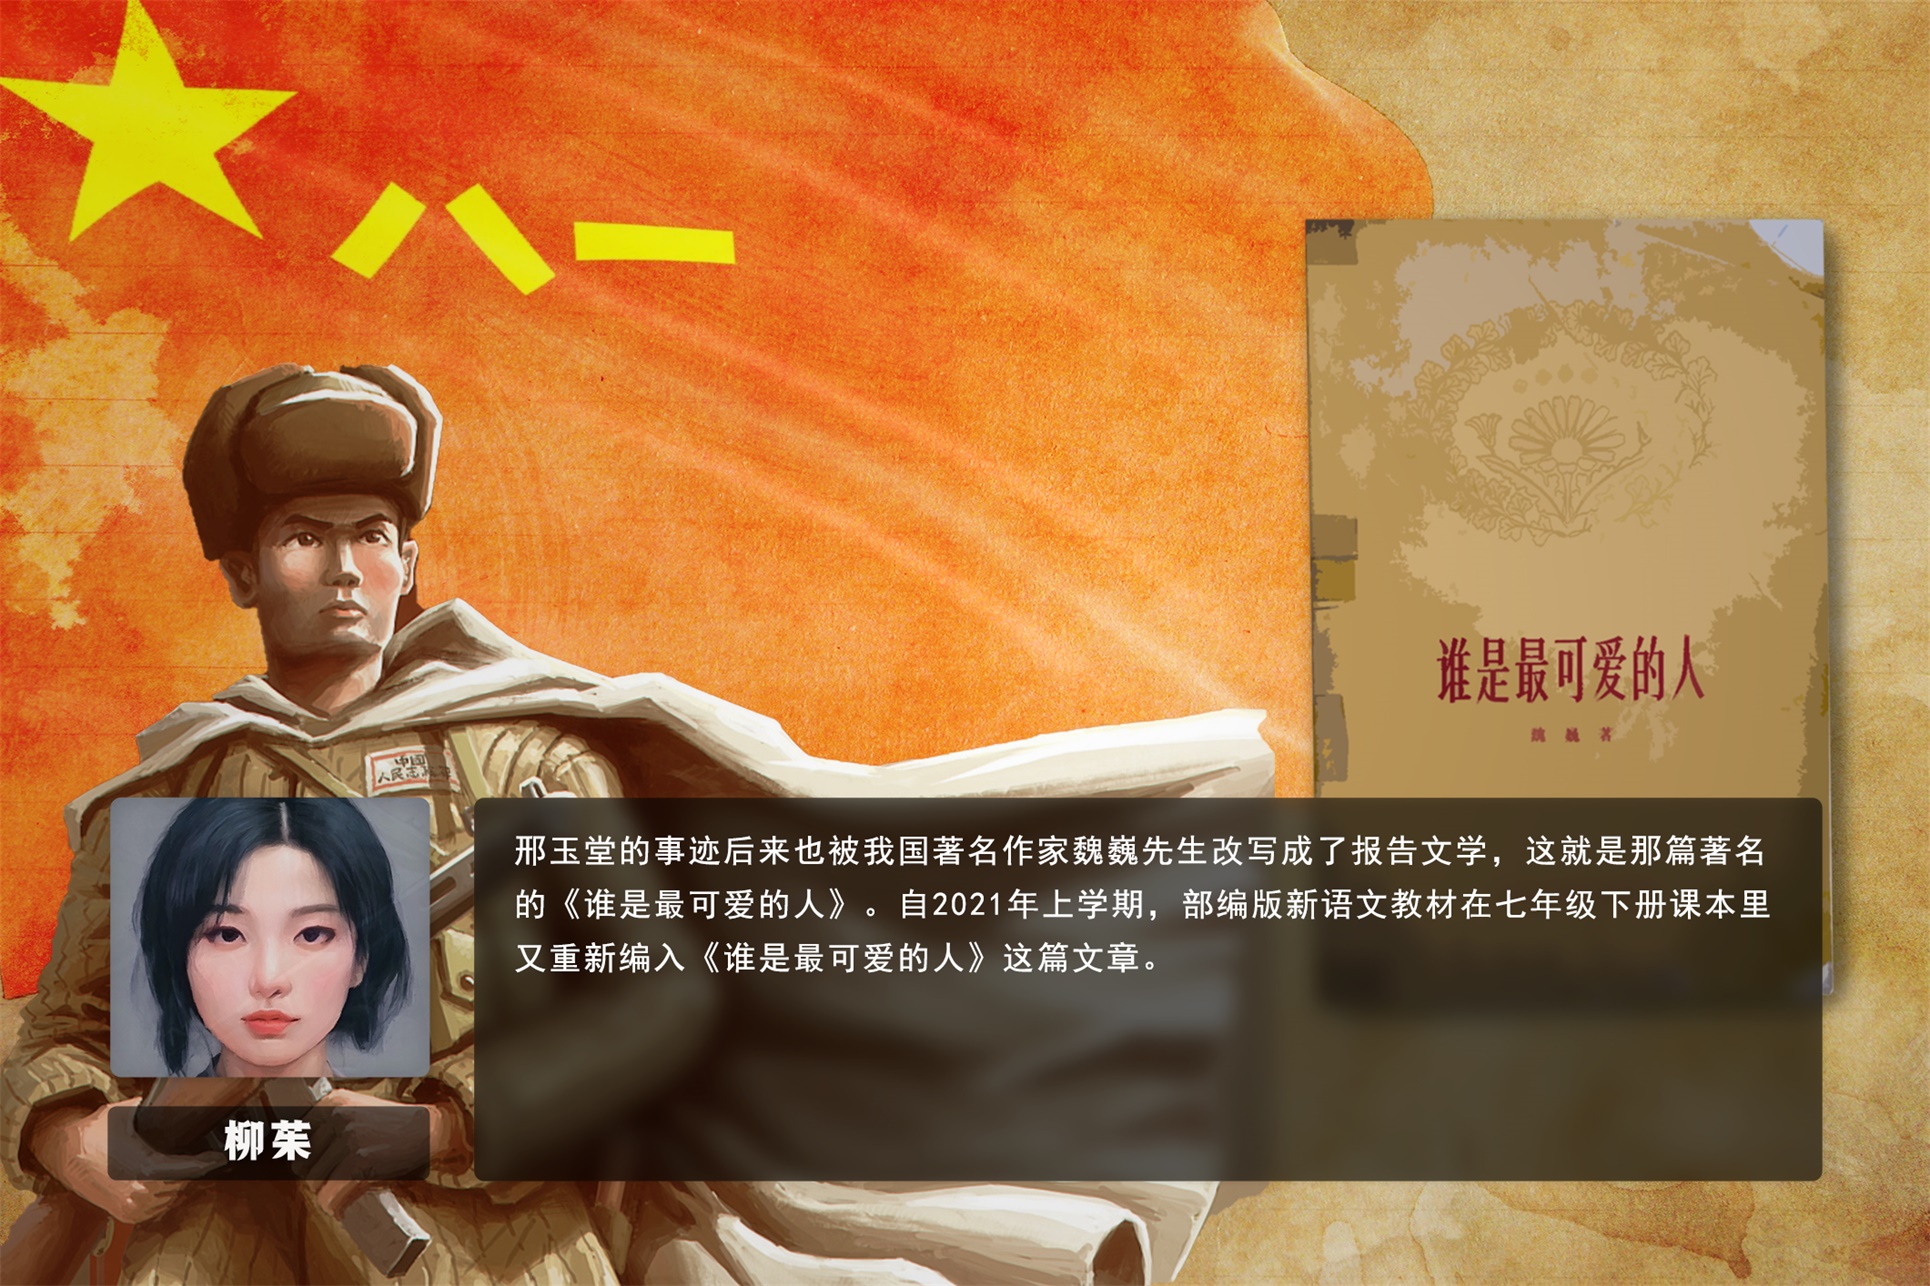 八一
谁是最可爱的人
魏巍著
中国
人民志愿军
邢玉堂的事迹后来也被我国著名作家魏巍先生改写成了报告文学，这就是那篇著名
的《谁是最可爱的人》。自2021年上学期，部编版新语文教材在七年级下册课本里
又重新编入《谁是最可爱的人》这篇文章。
柳茱